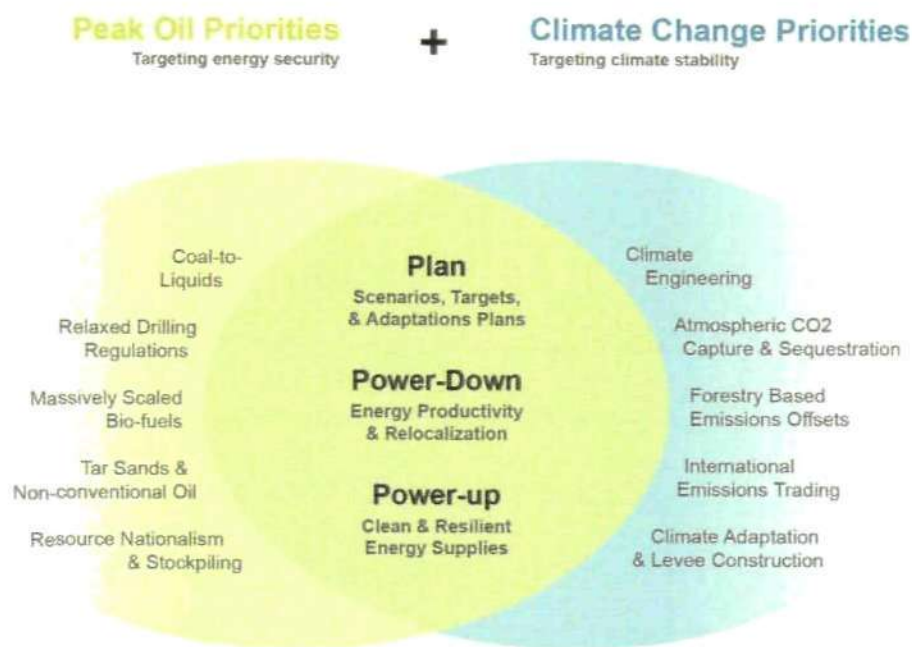 Peak Oil Priorities
Targeting energy security
+
Climate Change Priorities
Targeting climate stability
Coal-to-
Liquids
Relaxed Drilling
Regulations
Massively Scaled
Bio-fuels
Tar Sands &
Non-conventional Oil
Resource Nationalism
& Stockpiling
Plan
Scenarios, Targets,
& Adaptations Plans
Power-Down
Energy Productivity
& Relocalization
Power-up
Clean & Resilient
Energy Supplies
Climate
Engineering
Atmospheric CO2
Capture & Sequestration
Forestry Based
Emissions Offsets
International
Emissions Trading
Climate Adaptation
& Levee Construction